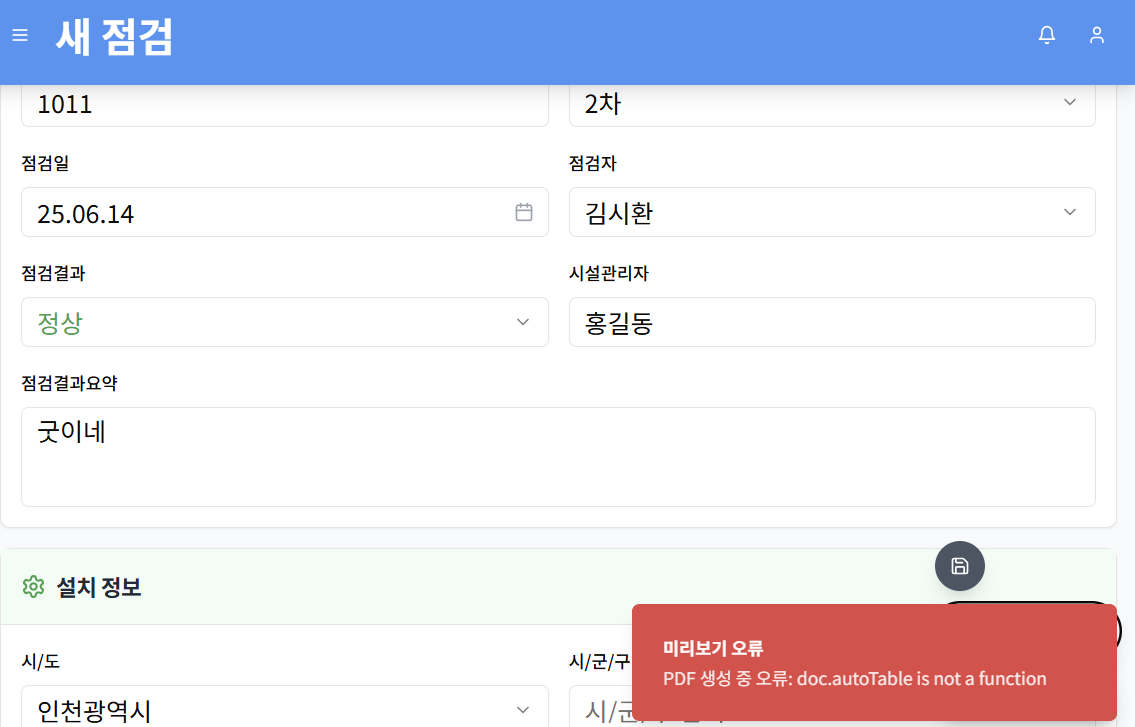 새 점검
1011
2차
점검일
점검자
25.06.14
김시환
점검결과
시설관리자
정상
홍길동
점검결과요약
굿이네
설치 정보
미리보기 오류
PDF 생성 중 오류: doc.autoTable is not a function
시/도
시/군/구
인천광역시